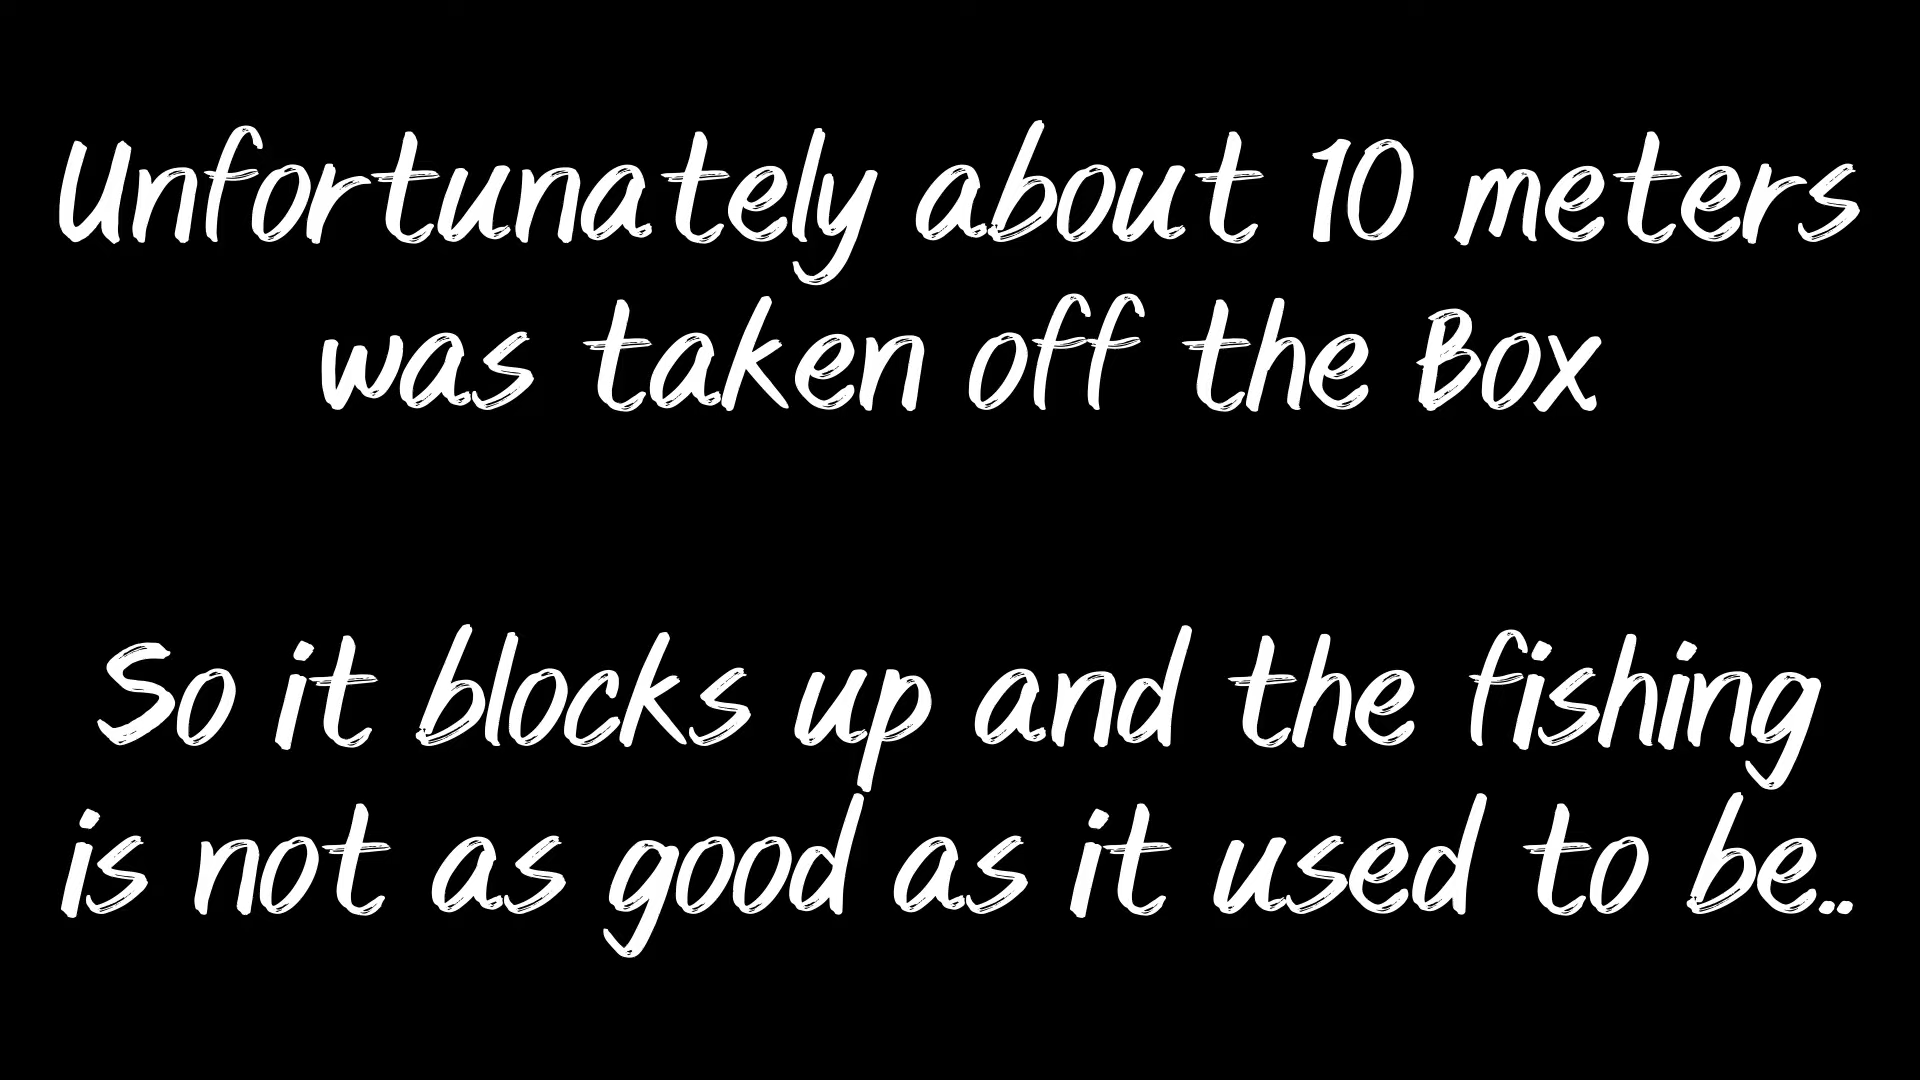 Unfortunately about 10 meters
was taken off the Box
So it blocks up and the fishing
is not as good as it used to be..